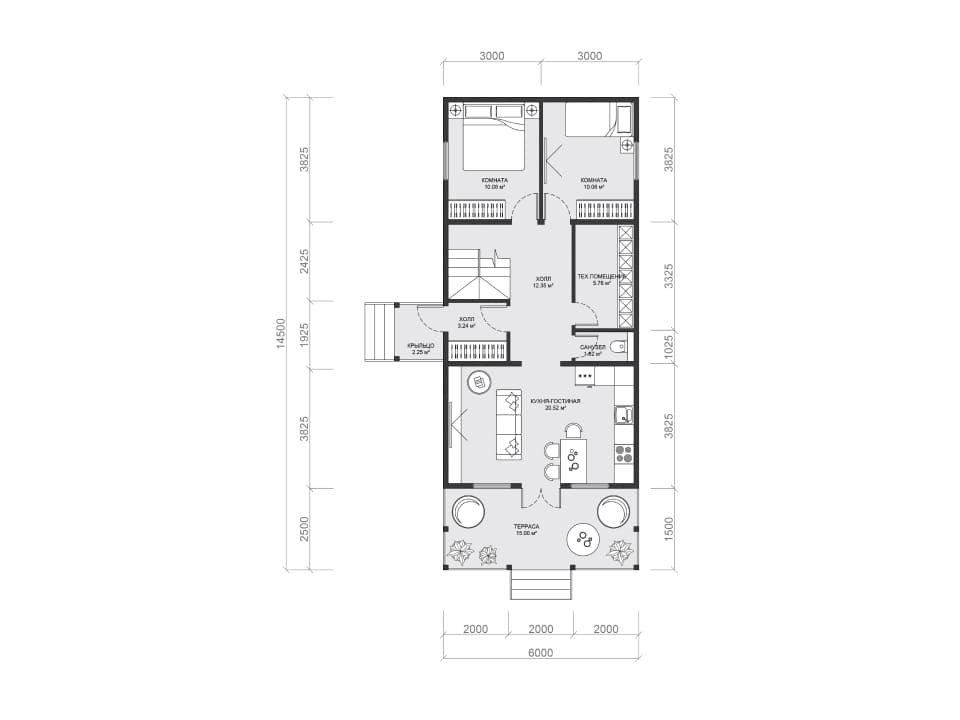 3000
3000
3825
3825
КОМНАТА
10.08 м²
КОМНАТА
10.08 м²
2425
3325
ХОЛЛ
12.35 м²
ТЕХ.ПОМЕЩЕНИЕ
5.78 м²
14500
1925
ХОЛЛ
3.24 м²
КРЫЛЬЦО
2.25 м²
САНУЗЕЛ
1.62 м²
1025
КУХНЯ-ГОСТИНАЯ
20.52 м²
3825
3825
ТЕРРАСА
15.00 м²
2500
1500
2000
2000
2000
6000